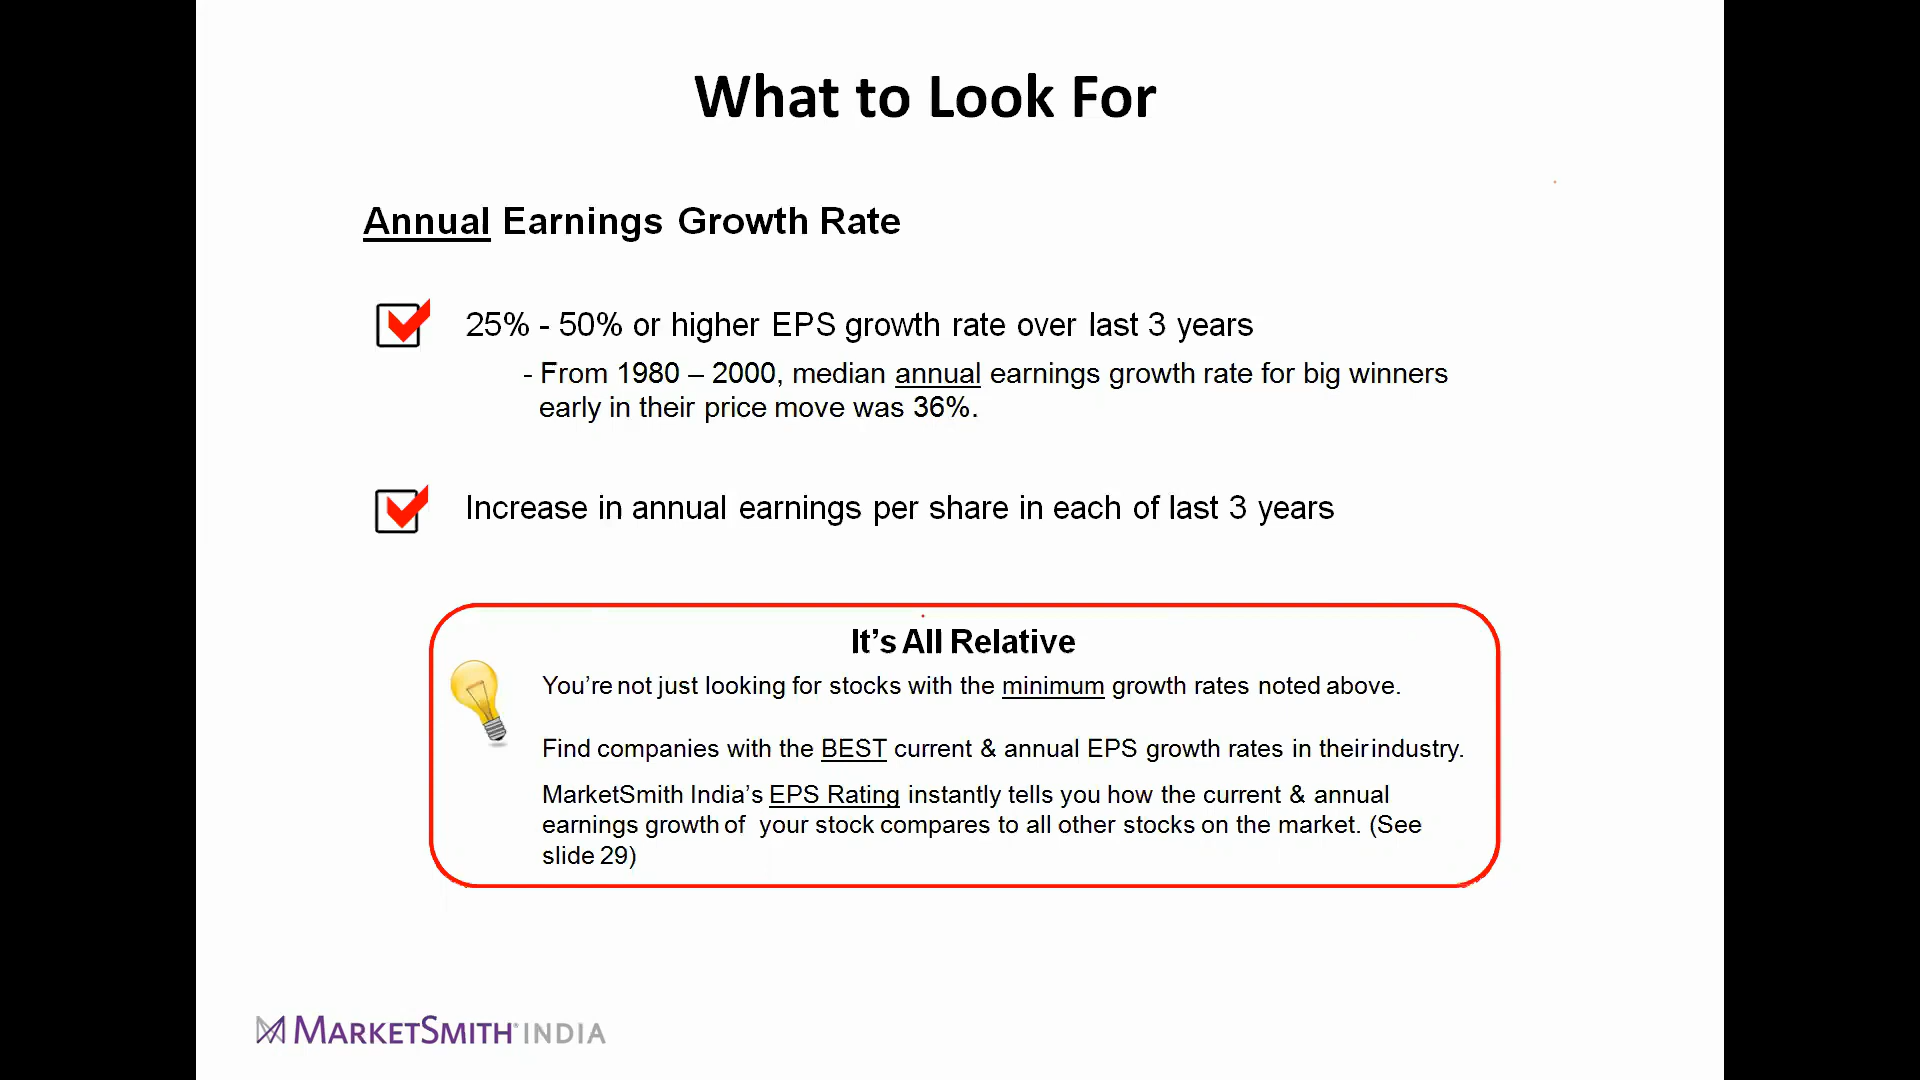 What to Look For
Annual Earnings Growth Rate
25% - 50% or higher EPS growth rate over last 3 years
- From 1980 – 2000, median annual earnings growth rate for big winners
early in their price move was 36%.
Increase in annual earnings per share in each of last 3 years
It's All Relative
You're not just looking for stocks with the minimum growth rates noted above.
Find companies with the BEST current & annual EPS growth rates in their industry.
MarketSmith India's EPS Rating instantly tells you how the current & annual
earnings growth of your stock compares to all other stocks on the market. (See
slide 29)
MARKETSMITH INDIA